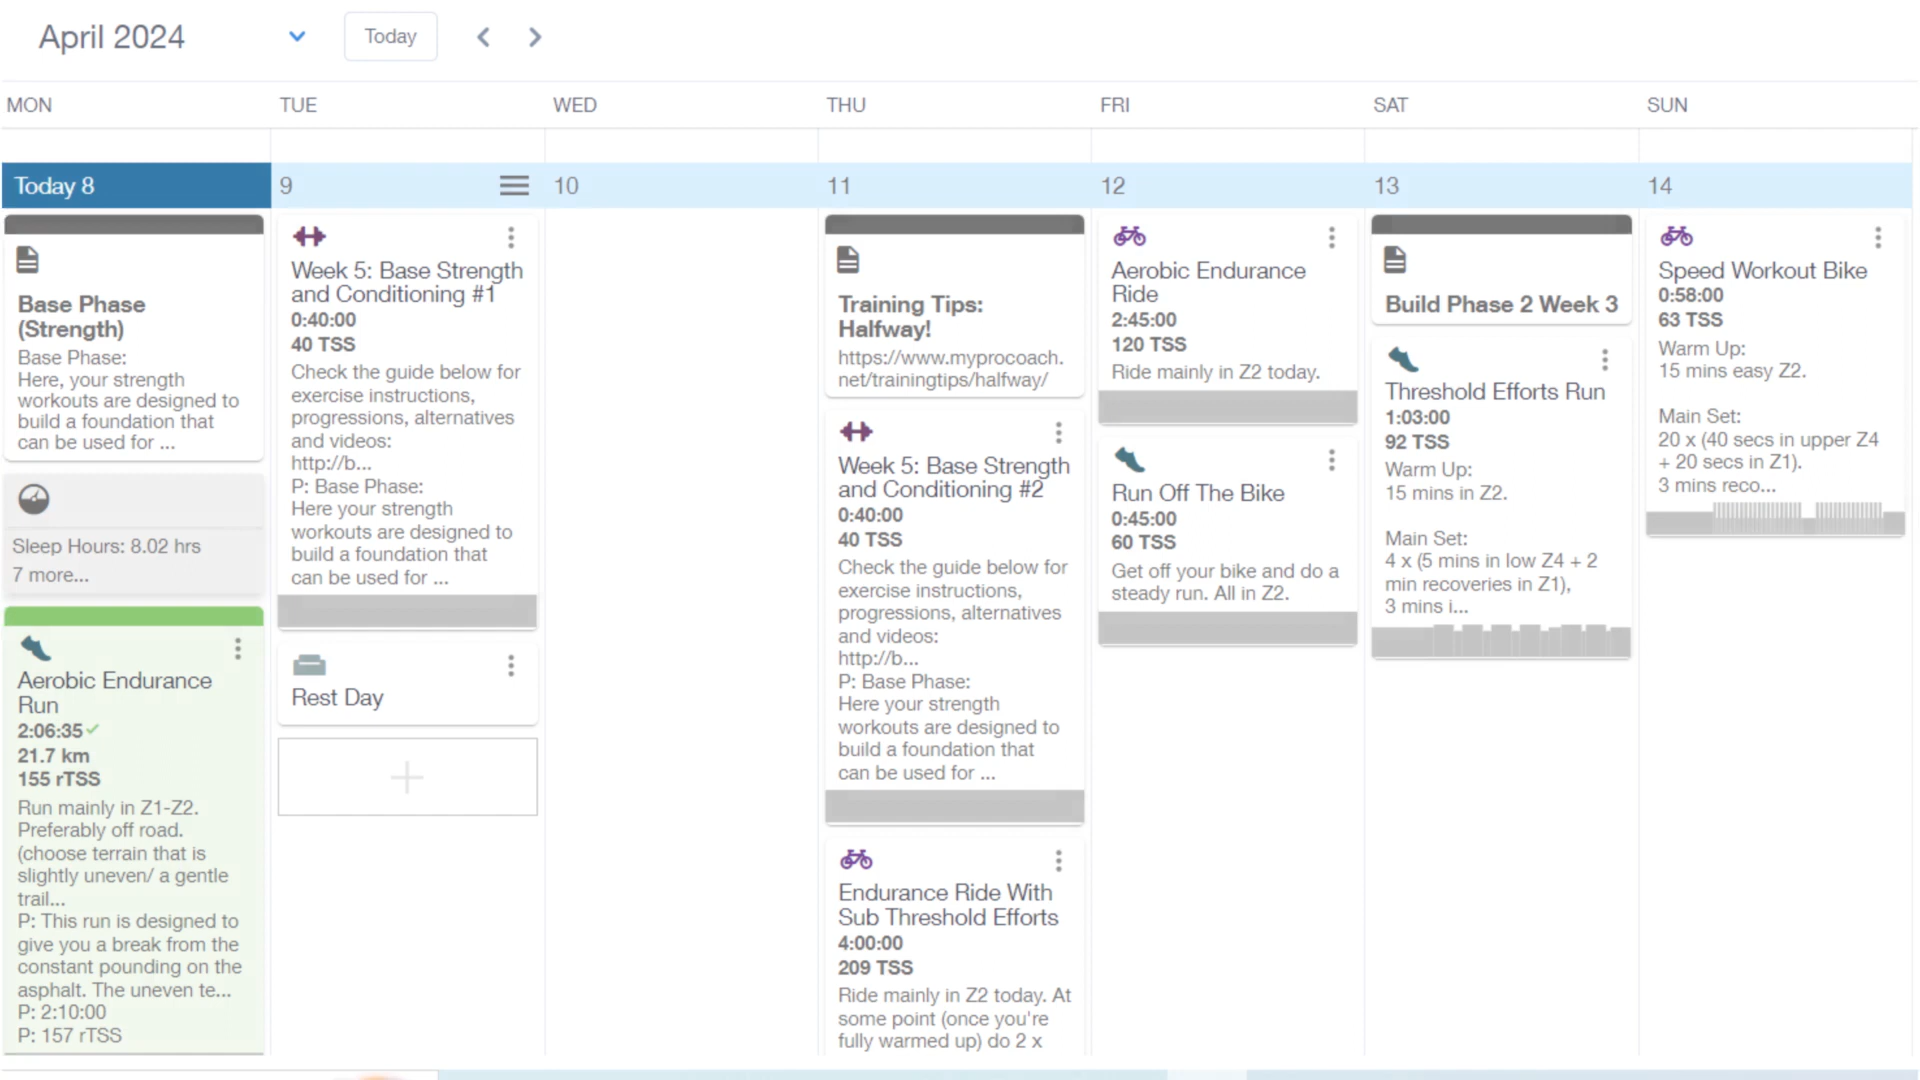 April 2024
Today
MON
TUE
WED
THU
FRI
SAT
SUN
Today 8
9
10
11
12
13
14
Base Phase
(Strength)
Base Phase:
Here, your strength
workouts are designed to
build a foundation that
can be used for ...
Sleep Hours: 8.02 hrs
7 more...
Aerobic Endurance
Run
2:06:35
21.7 km
155 rTSS
Run mainly in Z1-Z2.
Preferably off road.
(choose terrain that is
slightly uneven/ a gentle
trail...
P: This run is designed to
give you a break from the
constant pounding on the
asphalt. The uneven te...
P: 2:10:00
P: 157 rTSS
Week 5: Base Strength
and Conditioning #1
0:40:00
40 TSS
Check the guide below for
exercise instructions,
progressions, alternatives
and videos:
http://b...
P: Base Phase:
Here your strength
workouts are designed to
build a foundation that
can be used for ...
Rest Day
Training Tips:
Halfway!
https://www.myprocoach.
net/trainingtips/halfway/
Week 5: Base Strength
and Conditioning #2
0:40:00
40 TSS
Check the guide below for
exercise instructions,
progressions, alternatives
and videos:
http://b...
P: Base Phase:
Here your strength
workouts are designed to
build a foundation that
can be used for ...
Endurance Ride With
Sub Threshold Efforts
4:00:00
209 TSS
Ride mainly in Z2 today. At
some point (once you're
fully warmed up) do 2 x
Aerobic Endurance
Ride
2:45:00
120 TSS
Ride mainly in Z2 today.
Run Off The Bike
0:45:00
60 TSS
Get off your bike and do a
steady run. All in Z2.
Build Phase 2 Week 3
Threshold Efforts Run
1:03:00
92 TSS
Warm Up:
15 mins in Z2.
Main Set:
4 x (5 mins in low Z4 + 2
min recoveries in Z1),
3 mins i...
Speed Workout Bike
0:58:00
63 TSS
Warm Up:
15 mins easy Z2.
Main Set:
20 x (40 secs in upper Z4
+ 20 secs in Z1).
3 mins reco...